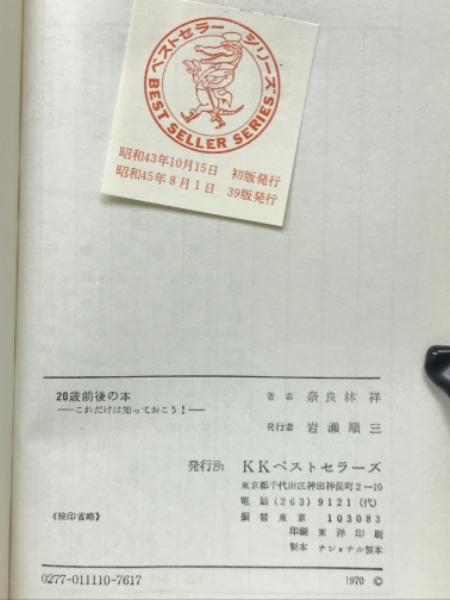 ベストセラーシリーズ
BEST SELLER SERIES
昭和43年10月15日 初版発行
昭和45年8月1日 39版発行
20歳前後の本
──これだけは知っておこう！──
著者 奈良林祥
発行者 岩瀬順三
発行所 KKベストセラーズ
東京都千代田区神田神保町2－10
電話(263)9121(代)
振替東京 103083
《検印省略》
印刷 東洋印刷
製本 ナショナル製本
0277-011110-7617
1970 ©